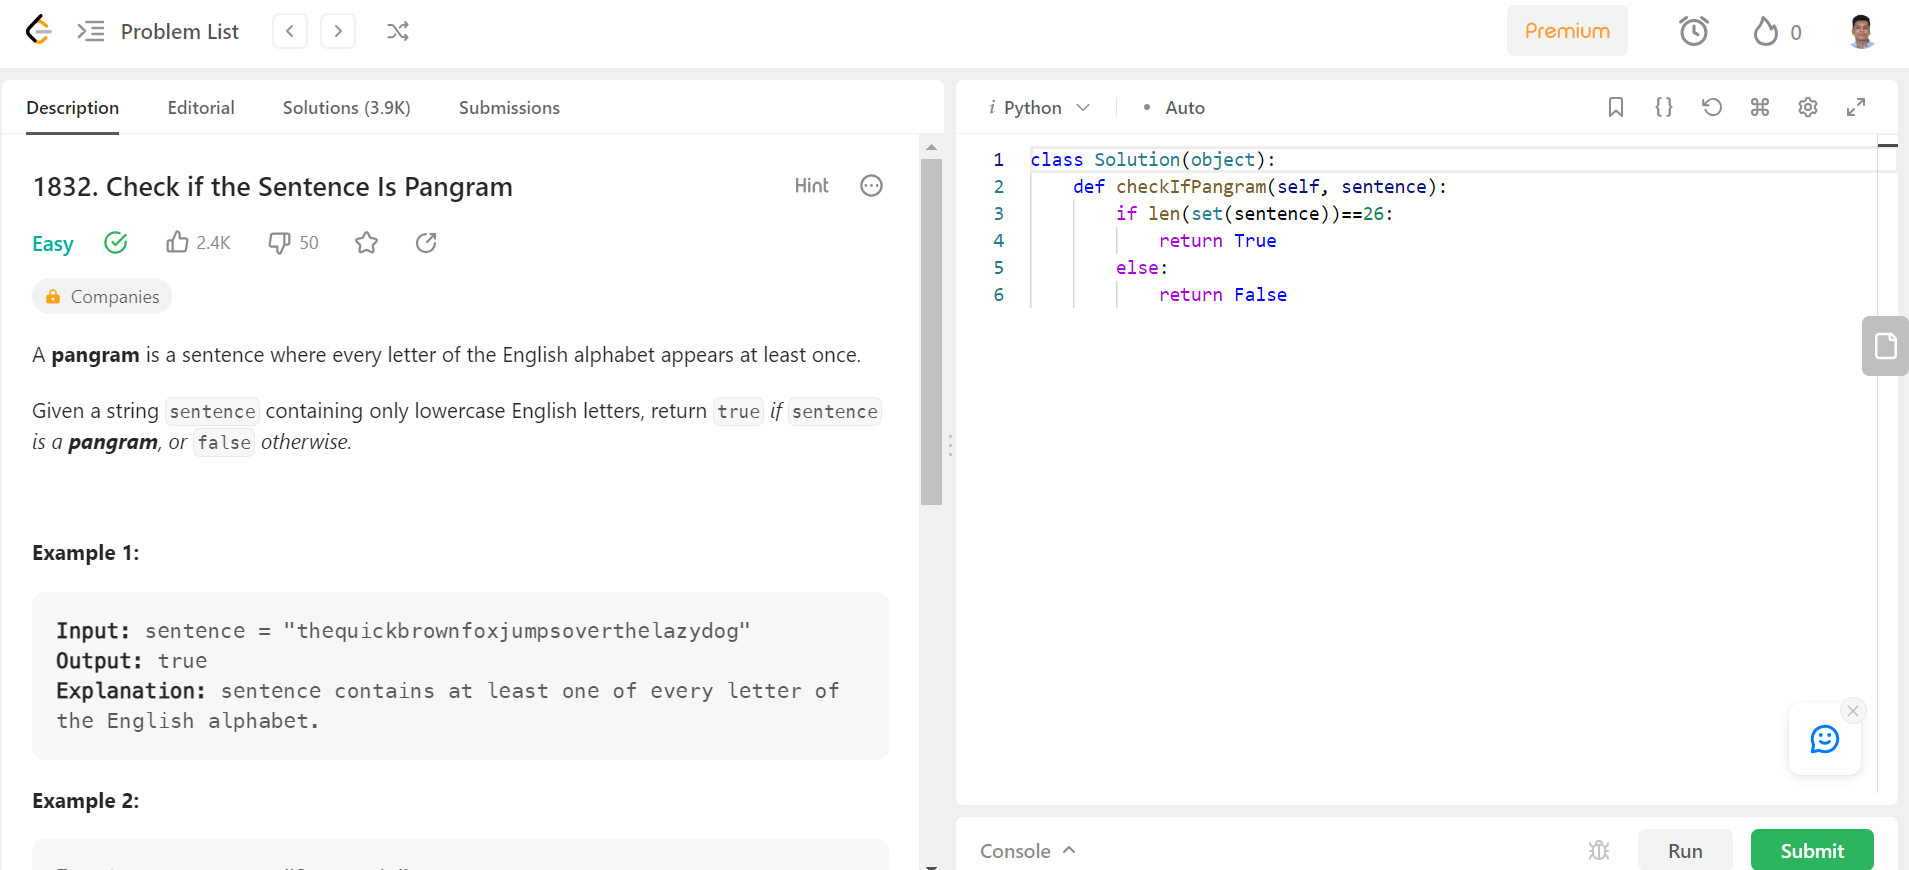 Problem List
Premium
0
Description Editorial Solutions (3.9K) Submissions
1832. Check if the Sentence Is Pangram
Hint
Easy 2.4K 50
Companies
A pangram is a sentence where every letter of the English alphabet appears at least once.
Given a string sentence containing only lowercase English letters, return true if sentence
is a pangram, or false otherwise.
Example 1:
Input: sentence = "thequickbrownfoxjumpsoverthelazydog"
Output: true
Explanation: sentence contains at least one of every letter of
the English alphabet.
Example 2:
i Python • Auto
1 class Solution(object):
2 def checkIfPangram(self, sentence):
3 if len(set(sentence))==26:
4 return True
5 else:
6 return False
Console
Run
Submit